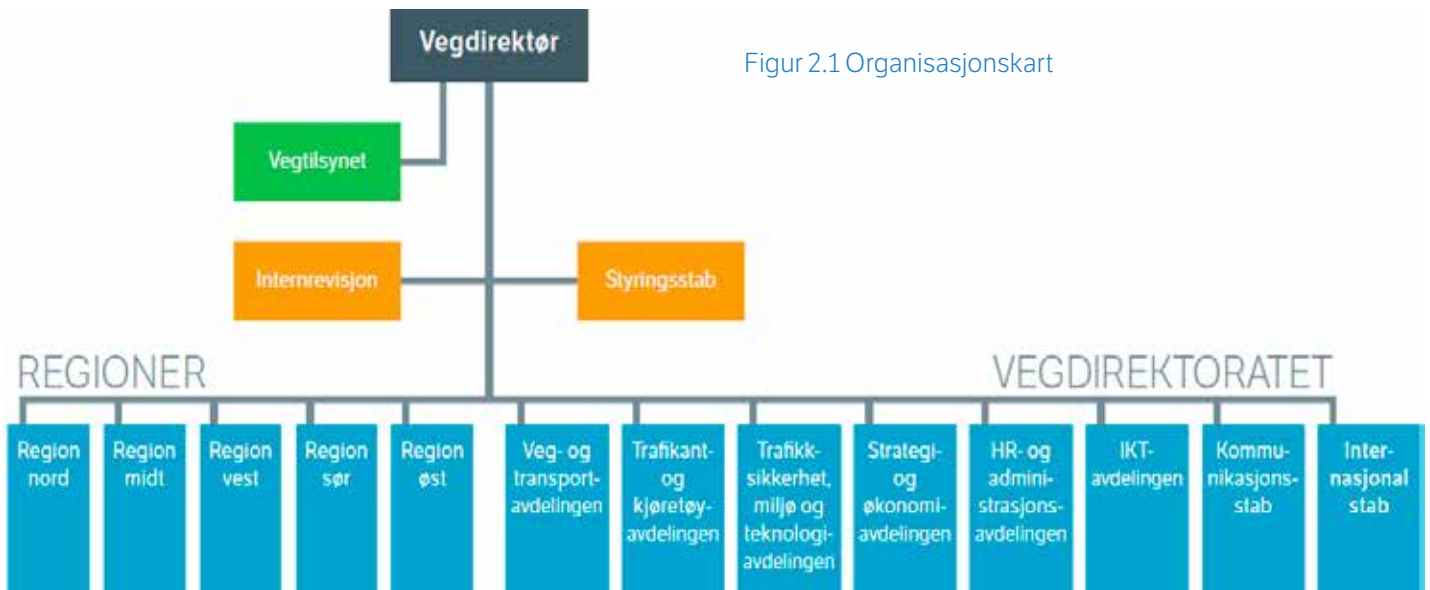 Vegdirektør
Figur 2.1 Organisasjonskart
Vegtilsynet
Internrevisjon
Styringsstab
REGIONER
VEGDIREKTORATET
Region
nord
Region
midt
Region
vest
Region
sør
Region
øst
Veg- og
transport-
avdelingen
Trafikant-
og
kjøretøy-
avdelingen
Trafikk-
sikkerhet,
miljø og
teknologi-
avdelingen
Strategi-
og
økonomi-
avdelingen
HR- og
admini-
strasjons-
avdelingen
IKT-
avdelingen
Kommu-
nikasjons-
stab
Inter-
nasjonal
stab